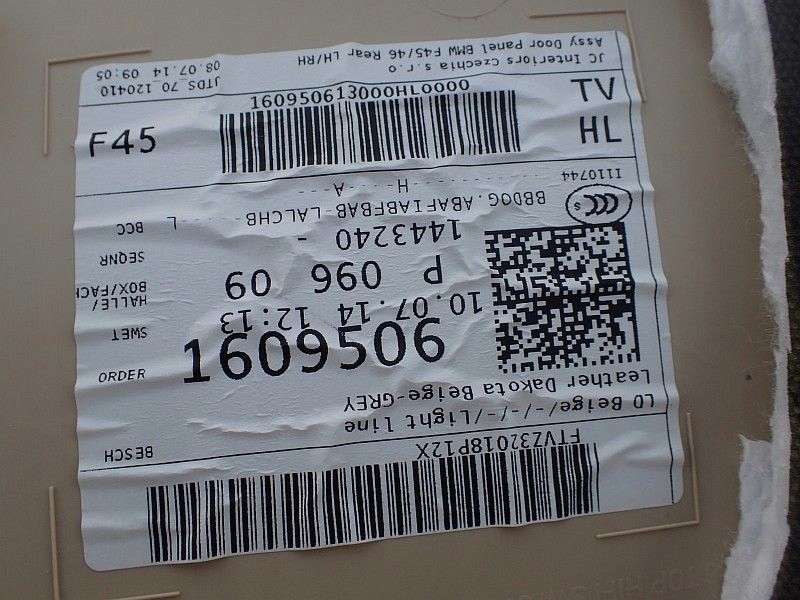 JC Interiors Czechia s.r.o
Assy Door Panel BMW F45/46 Rear LH/RH
08.07.14 09:05
JTDS 70 120410
160950613000HL0000
TV
F45
HL
I110744
CCC S
BBDOG.ABAFIABFBAB-LALCHB------L
----------H---A---
BCC
1443240 -
SEQNR
P 096 09
HALLE/
BOX/FACH
10.07.14 12:13
SWET
1609506
ORDER
Leather Dakota Beige-GREY
LO Beige/-/-/-/Light line
BESCH
FTVZ32018P12X